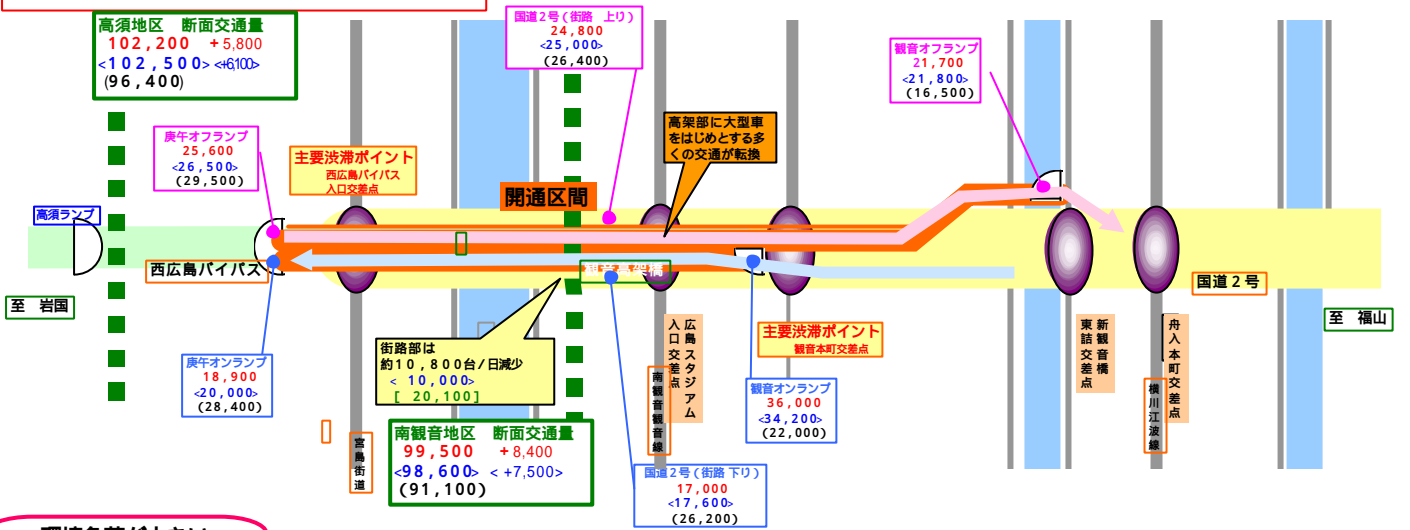 高須地区 断面交通量
102,200 +5,800
<102,500> <+6,100>
(96,400)
国道2号(街路 上り)
24,800
<25,000>
(26,400)
観音オフランプ
21,700
<21,800>
(16,500)
庚午オフランプ
25,600
<26,500>
(29,500)
主要渋滞ポイント
西広島バイパス
入口交差点
高架部に大型車
をはじめとする多
くの交通が転換
開通区間
高須ランプ
西広島バイパス
観音高架橋
国道2号
至 岩国
至 福山
庚午オンランプ
18,900
<20,000>
(28,400)
街路部は
約10,800台/日減少
< 10,000>
[ 20,100]
広島スタジアム
入口交差点
主要渋滞ポイント
観音本町交差点
新観音橋
東詰交差点
舟入本町交差点
南観音観音線
横川江波線
宮島街道
観音オンランプ
36,000
<34,200>
(22,000)
南観音地区 断面交通量
99,500 +8,400
<98,600> < +7,500>
(91,100)
国道2号(街路 下り)
17,000
<17,600>
(26,200)